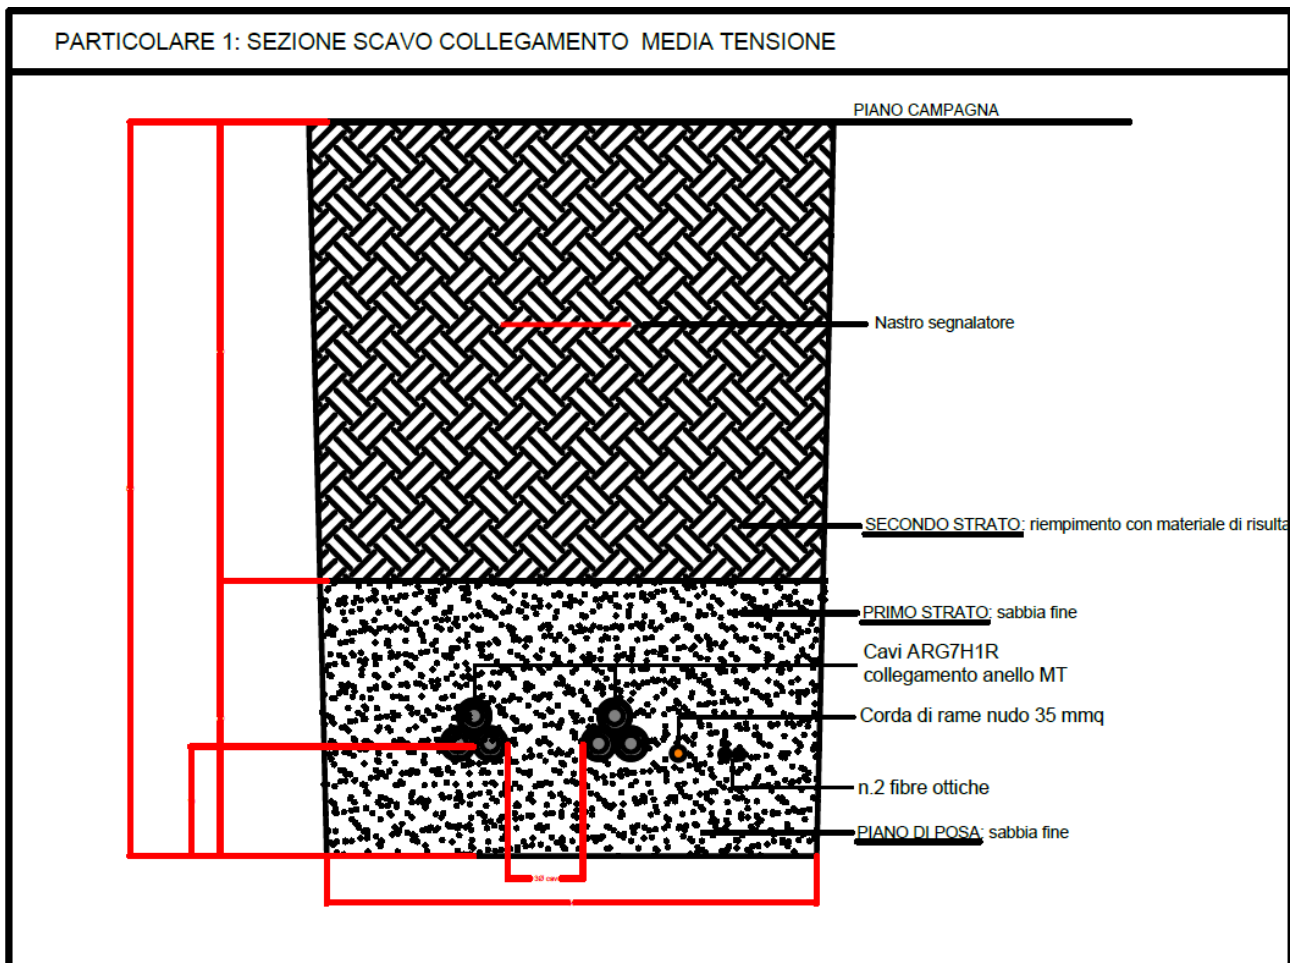 PARTICOLARE 1: SEZIONE SCAVO COLLEGAMENTO MEDIA TENSIONE
PIANO CAMPAGNA
Nastro segnalatore
SECONDO STRATO: riempimento con materiale di risulta
PRIMO STRATO: sabbia fine
Cavi ARG7H1R
collegamento anello MT
Corda di rame nudo 35 mmq
n.2 fibre ottiche
PIANO DI POSA: sabbia fine
3Ø cavi